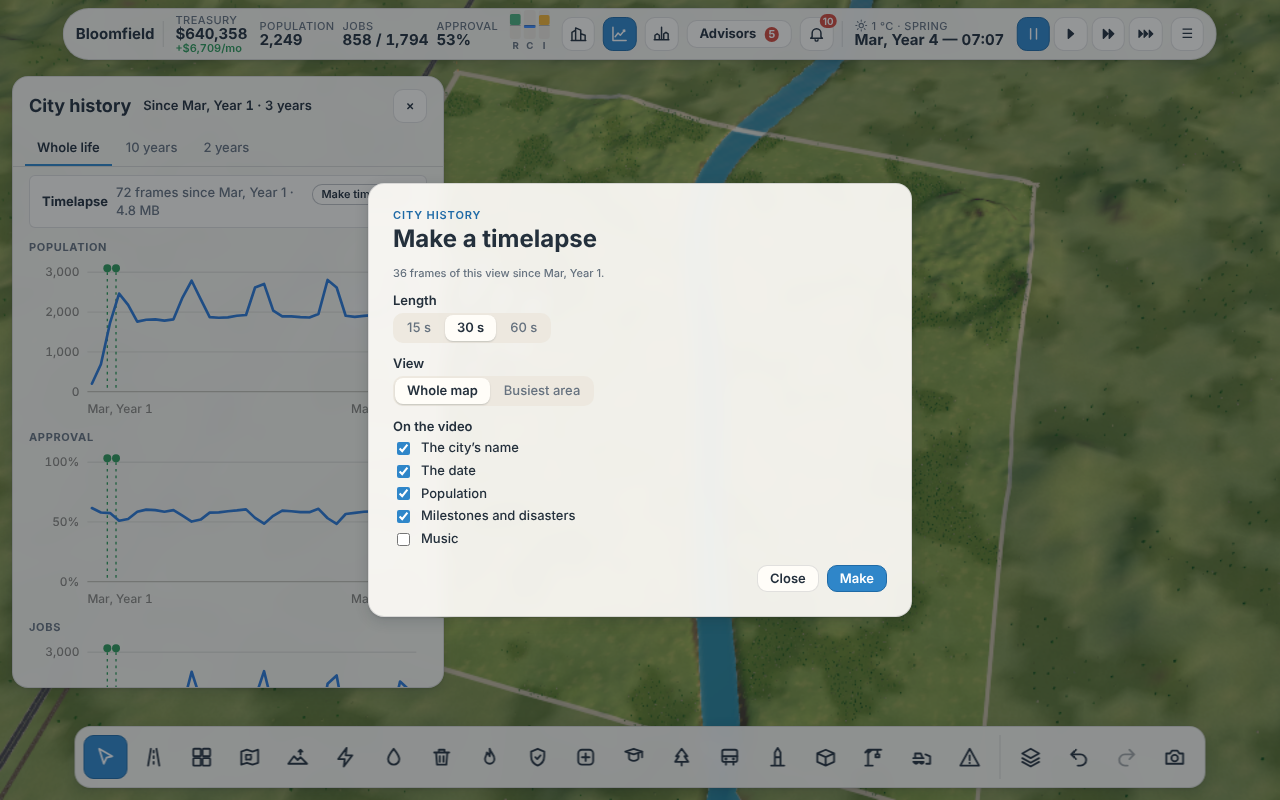 Bloomfield
TREASURY
$640,358
+$6,709/mo
POPULATION
2,249
JOBS
858 / 1,794
APPROVAL
53%
R C I
Advisors 5
10
1 °C · SPRING
Mar, Year 4 — 07:07
City history
Since Mar, Year 1 · 3 years
×
Whole life
10 years
2 years
Timelapse
72 frames since Mar, Year 1 ·
4.8 MB
Make tim
POPULATION
3,000
2,000
1,000
0
Mar, Year 1
Ma
APPROVAL
100%
50%
0%
Mar, Year 1
Ma
JOBS
3,000
CITY HISTORY
Make a timelapse
36 frames of this view since Mar, Year 1.
Length
15 s
30 s
60 s
View
Whole map
Busiest area
On the video
The city’s name
The date
Population
Milestones and disasters
Music
Close
Make